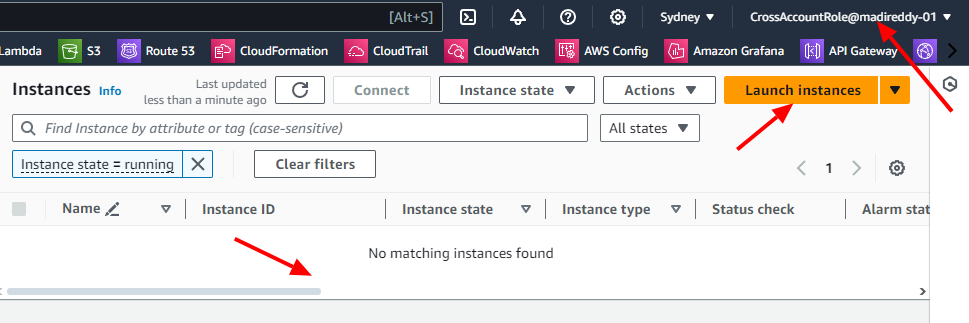 [Alt+S] Sydney CrossAccountRole@madireddy-01
Lambda S3 Route 53 CloudFormation CloudTrail CloudWatch AWS Config Amazon Grafana API Gateway
Instances Info Last updated less than a minute ago Connect Instance state Actions Launch instances
Find Instance by attribute or tag (case-sensitive) All states
Instance state = running Clear filters 1
Name Instance ID Instance state Instance type Status check Alarm stat
No matching instances found